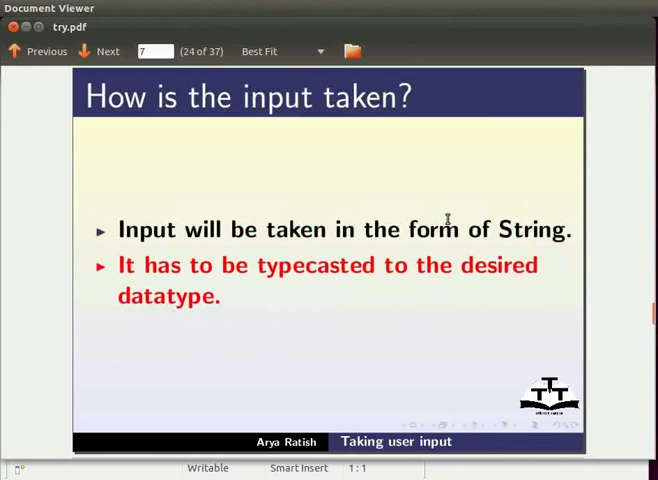 Document Viewer
try.pdf
Previous Next 7 (24 of 37) Best Fit
How is the input taken?
Input will be taken in the form of String.
It has to be typecasted to the desired
datatype.
Arya Ratish Taking user input
Writable Smart Insert 1 : 1